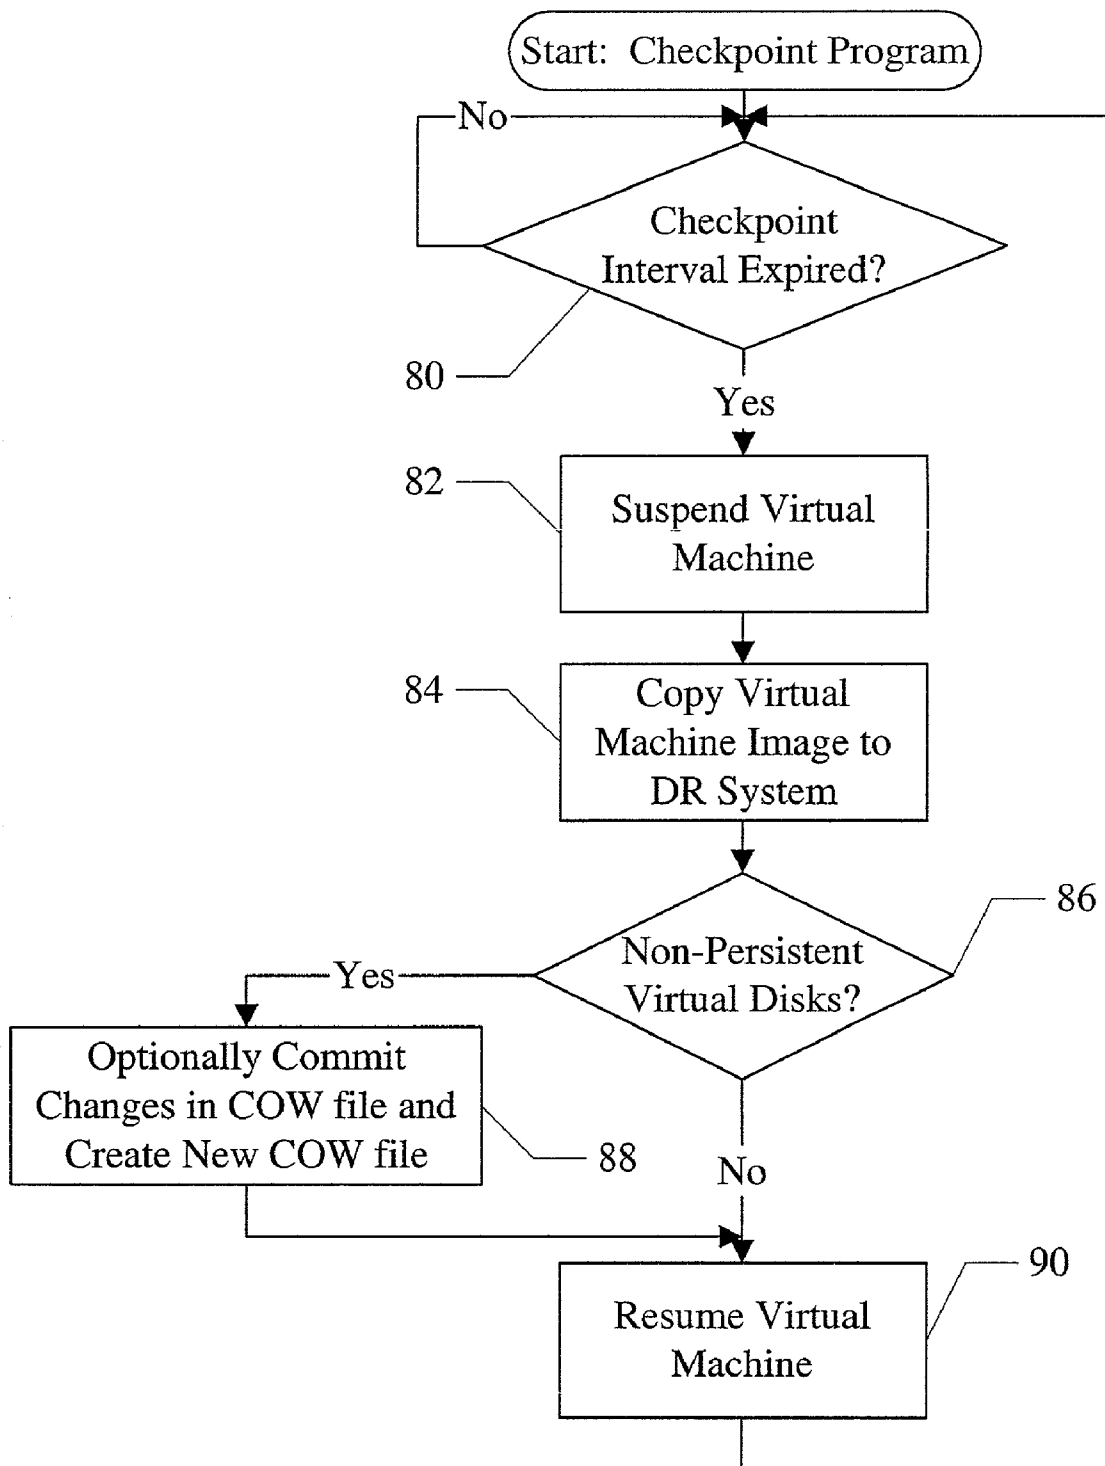 Start: Checkpoint Program
No
Checkpoint
Interval Expired?
80
Yes
82
Suspend Virtual
Machine
84
Copy Virtual
Machine Image to
DR System
86
Non-Persistent
Virtual Disks?
Yes
Optionally Commit
Changes in COW file and
Create New COW file
88
No
90
Resume Virtual
Machine